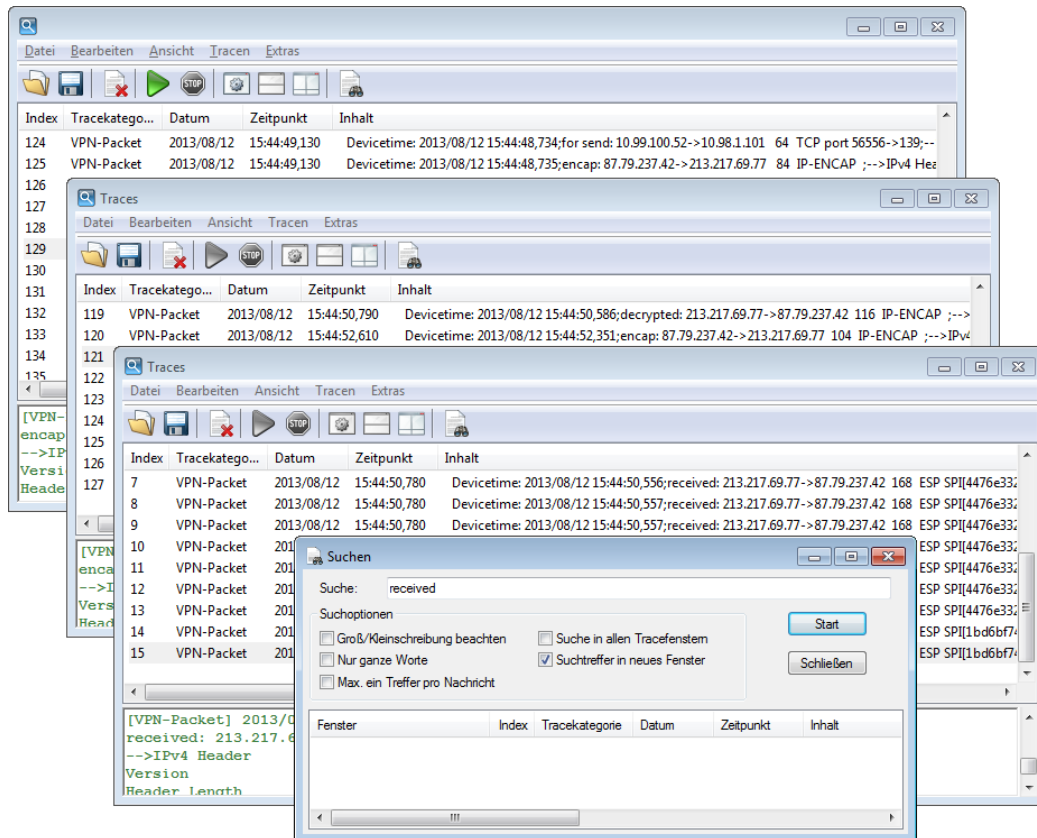 Datei Bearbeiten Ansicht Tracen Extras
STOP
Index Tracekatego... Datum Zeitpunkt Inhalt
124 VPN-Packet 2013/08/12 15:44:49,130 Devicetime: 2013/08/12 15:44:48,734;for send: 10.99.100.52->10.98.1.101 64 TCP port 56556->139;--
125 VPN-Packet 2013/08/12 15:44:49,130 Devicetime: 2013/08/12 15:44:48,735;encap: 87.79.237.42->213.217.69.77 84 IP-ENCAP ;-->IPv4 Hea
126
127
128
129
130
131
132
133
134
135
[VPN-
encap
-->IP
Versi
Heade
Traces
Datei Bearbeiten Ansicht Tracen Extras
STOP
Index Tracekatego... Datum Zeitpunkt Inhalt
119 VPN-Packet 2013/08/12 15:44:50,790 Devicetime: 2013/08/12 15:44:50,586;decrypted: 213.217.69.77->87.79.237.42 116 IP-ENCAP ;-->
120 VPN-Packet 2013/08/12 15:44:52,610 Devicetime: 2013/08/12 15:44:52,351;encap: 87.79.237.42->213.217.69.77 104 IP-ENCAP ;-->IPv4
121
122
123
124
125
126
127
[VPN
enca
-->I
Vers
Head
Traces
Datei Bearbeiten Ansicht Tracen Extras
STOP
Index Tracekatego... Datum Zeitpunkt Inhalt
7 VPN-Packet 2013/08/12 15:44:50,780 Devicetime: 2013/08/12 15:44:50,556;received: 213.217.69.77->87.79.237.42 168 ESP SPI[4476e332
8 VPN-Packet 2013/08/12 15:44:50,780 Devicetime: 2013/08/12 15:44:50,557;received: 213.217.69.77->87.79.237.42 168 ESP SPI[4476e332
9 VPN-Packet 2013/08/12 15:44:50,780 Devicetime: 2013/08/12 15:44:50,557;received: 213.217.69.77->87.79.237.42 168 ESP SPI[4476e332
10 VPN-Packet 201 ESP SPI[4476e332
11 VPN-Packet 201 ESP SPI[4476e332
12 VPN-Packet 201 ESP SPI[4476e332
13 VPN-Packet 201 ESP SPI[4476e332
14 VPN-Packet 201 ESP SPI[1bd6bf74
15 VPN-Packet 201 ESP SPI[1bd6bf74
[VPN-Packet] 2013/0
received: 213.217.6
-->IPv4 Header
Version
Header Length
Suchen
Suche: received
Suchoptionen
Groß/Kleinschreibung beachten Suche in allen Tracefenstern
Nur ganze Worte Suchtreffer in neues Fenster
Max. ein Treffer pro Nachricht
Start
Schließen
Fenster Index Tracekategorie Datum Zeitpunkt Inhalt